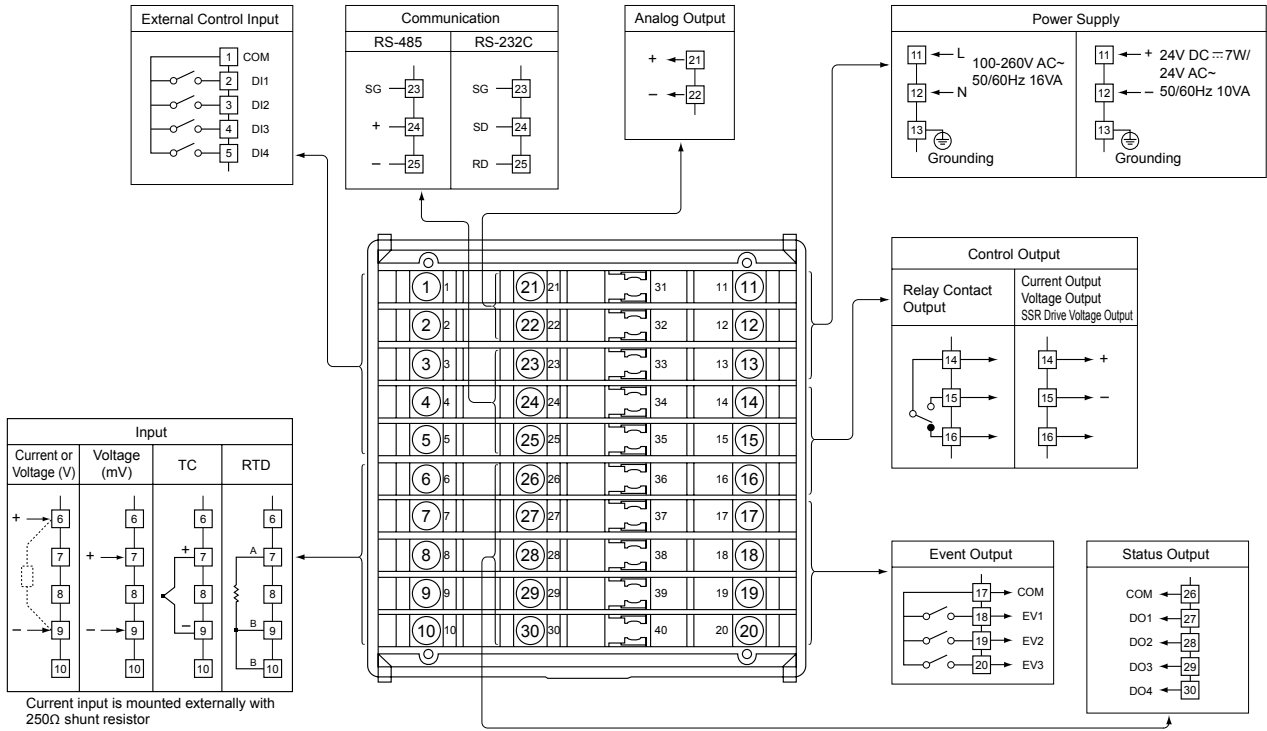 External Control Input
1 COM
2 DI1
3 DI2
4 DI3
5 DI4
Communication
RS-485
RS-232C
SG 23
+ 24
− 25
SG 23
SD 24
RD 25
Analog Output
+ 21
− 22
Power Supply
11 L
12 N
100-260V AC~
50/60Hz 16VA
13
Grounding
11 + 24V DC ⎓ 7W/
24V AC~
12 − 50/60Hz 10VA
13
Grounding
1 1 21 21 31 11 11
2 2 22 22 32 12 12
3 3 23 23 33 13 13
4 4 24 24 34 14 14
5 5 25 25 35 15 15
6 6 26 26 36 16 16
7 7 27 27 37 17 17
8 8 28 28 38 18 18
9 9 29 29 39 19 19
10 10 30 30 40 20 20
Control Output
Relay Contact
Output
Current Output
Voltage Output
SSR Drive Voltage Output
14
15
16
14 +
15 −
16
Input
Current or
Voltage (V)
Voltage
(mV)
TC
RTD
+ 6
7
8
− 9
10
6
+ 7
8
− 9
10
6
+ 7
8
− 9
10
6
A 7
8
B 9
B 10
Current input is mounted externally with
250Ω shunt resistor
Event Output
17 COM
18 EV1
19 EV2
20 EV3
Status Output
COM 26
DO1 27
DO2 28
DO3 29
DO4 30